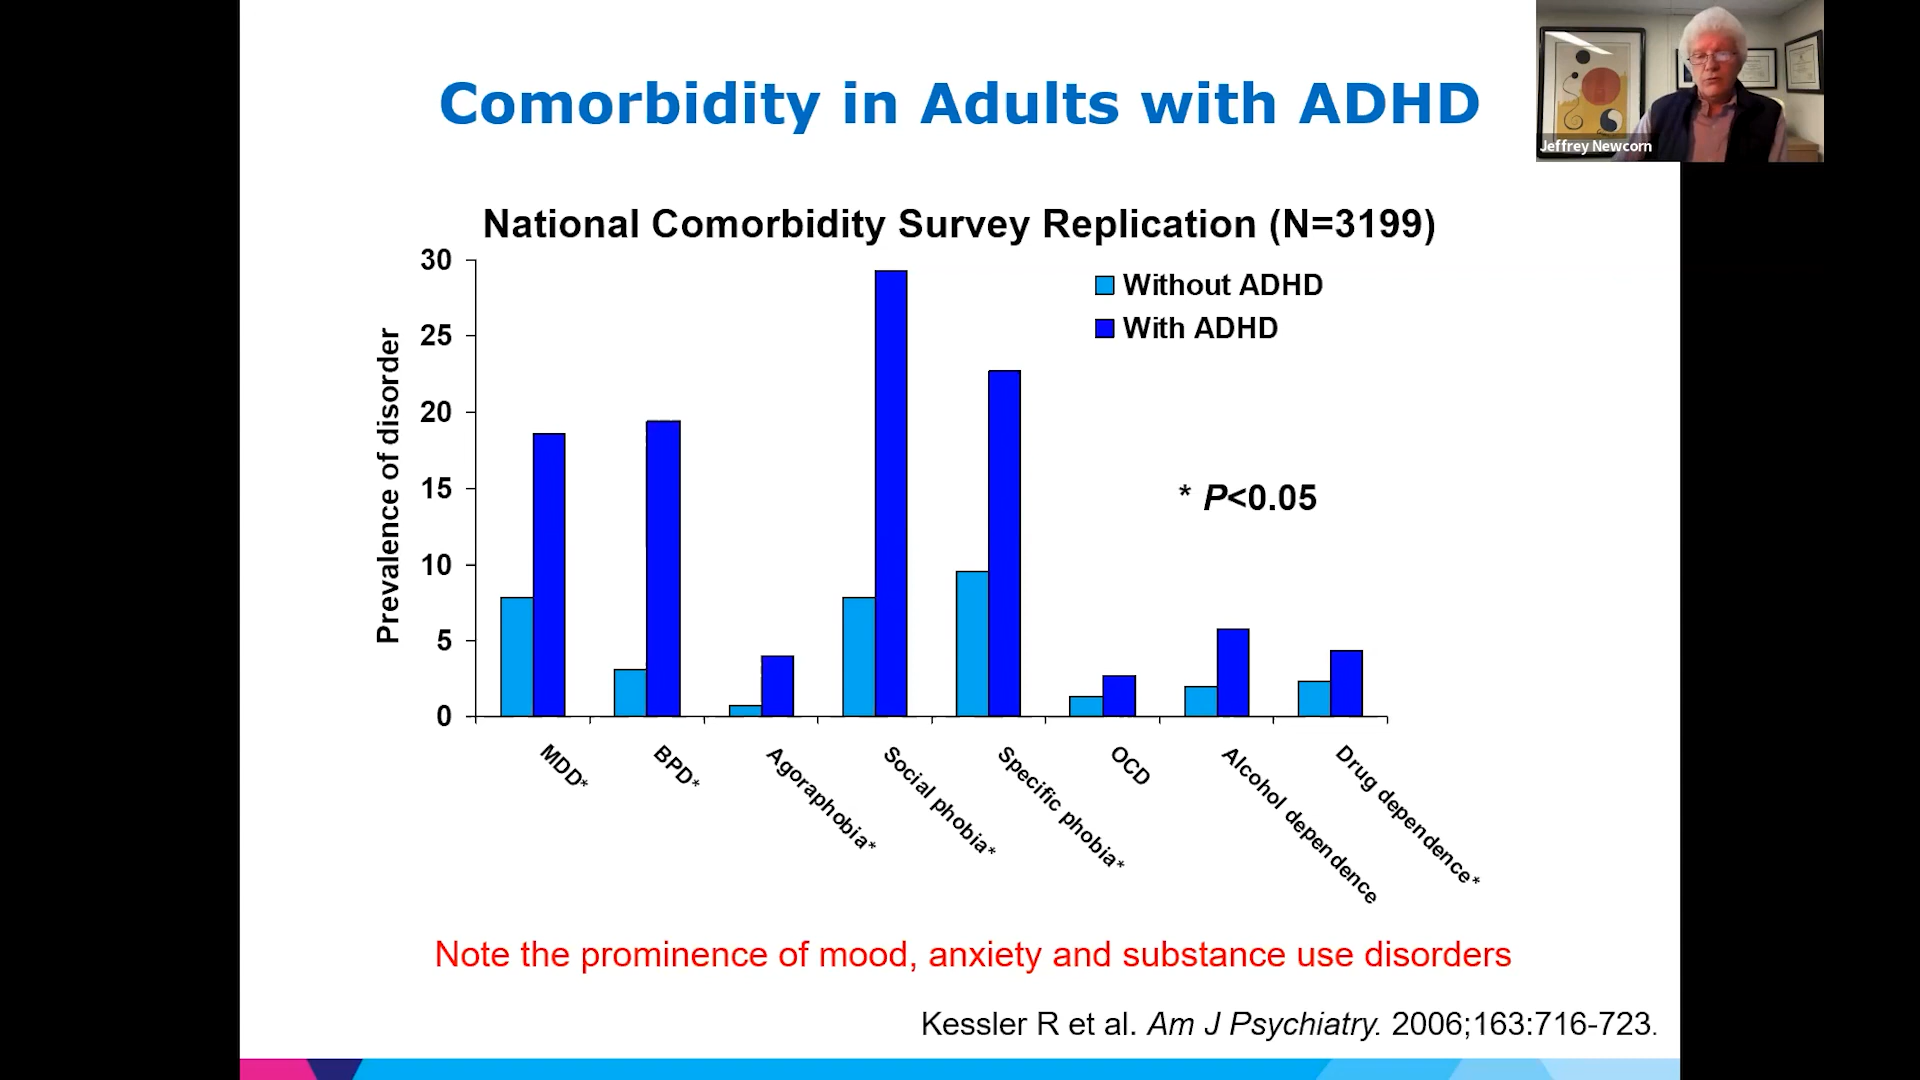 Comorbidity in Adults with ADHD
Jeffrey Newcorn
National Comorbidity Survey Replication (N=3199)
Prevalence of disorder
30
25
20
15
10
5
0
Without ADHD
With ADHD
* P<0.05
MDD*
BPD*
Agoraphobia*
Social phobia*
Specific phobia*
OCD
Alcohol dependence
Drug dependence*
Note the prominence of mood, anxiety and substance use disorders
Kessler R et al. Am J Psychiatry. 2006;163:716-723.